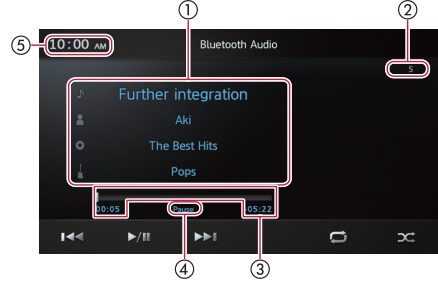 ① ②
⑤ 10:00 AM Bluetooth Audio
5
Further integration
Aki
The Best Hits
Pops
00:05 Pause -05:22
④ ③